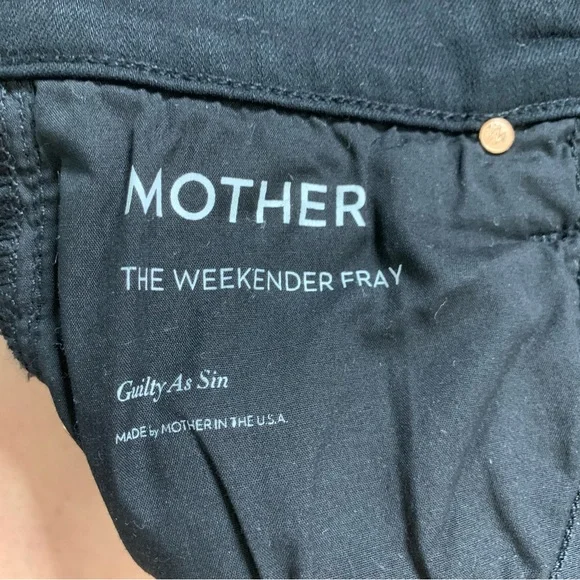 MOTHER
THE WEEKENDER FRAY
Guilty As Sin
MADE by MOTHER IN THE U.S.A.